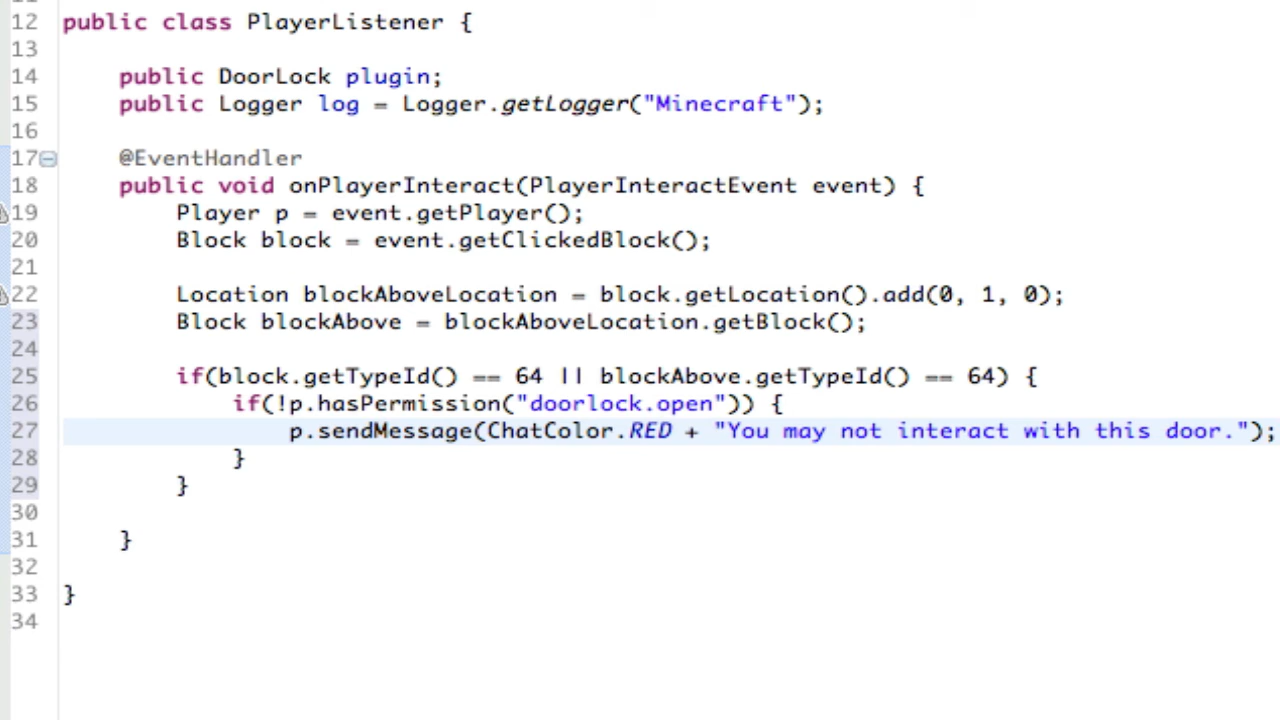 12 public class PlayerListener {
13
14 public DoorLock plugin;
15 public Logger log = Logger.getLogger("Minecraft");
16
17 @EventHandler
18 public void onPlayerInteract(PlayerInteractEvent event) {
19 Player p = event.getPlayer();
20 Block block = event.getClickedBlock();
21
22 Location blockAboveLocation = block.getLocation().add(0, 1, 0);
23 Block blockAbove = blockAboveLocation.getBlock();
24
25 if(block.getTypeId() == 64 || blockAbove.getTypeId() == 64) {
26 if(!p.hasPermission("doorlock.open")) {
27 p.sendMessage(ChatColor.RED + "You may not interact with this door.");
28 }
29 }
30
31 }
32
33 }
34